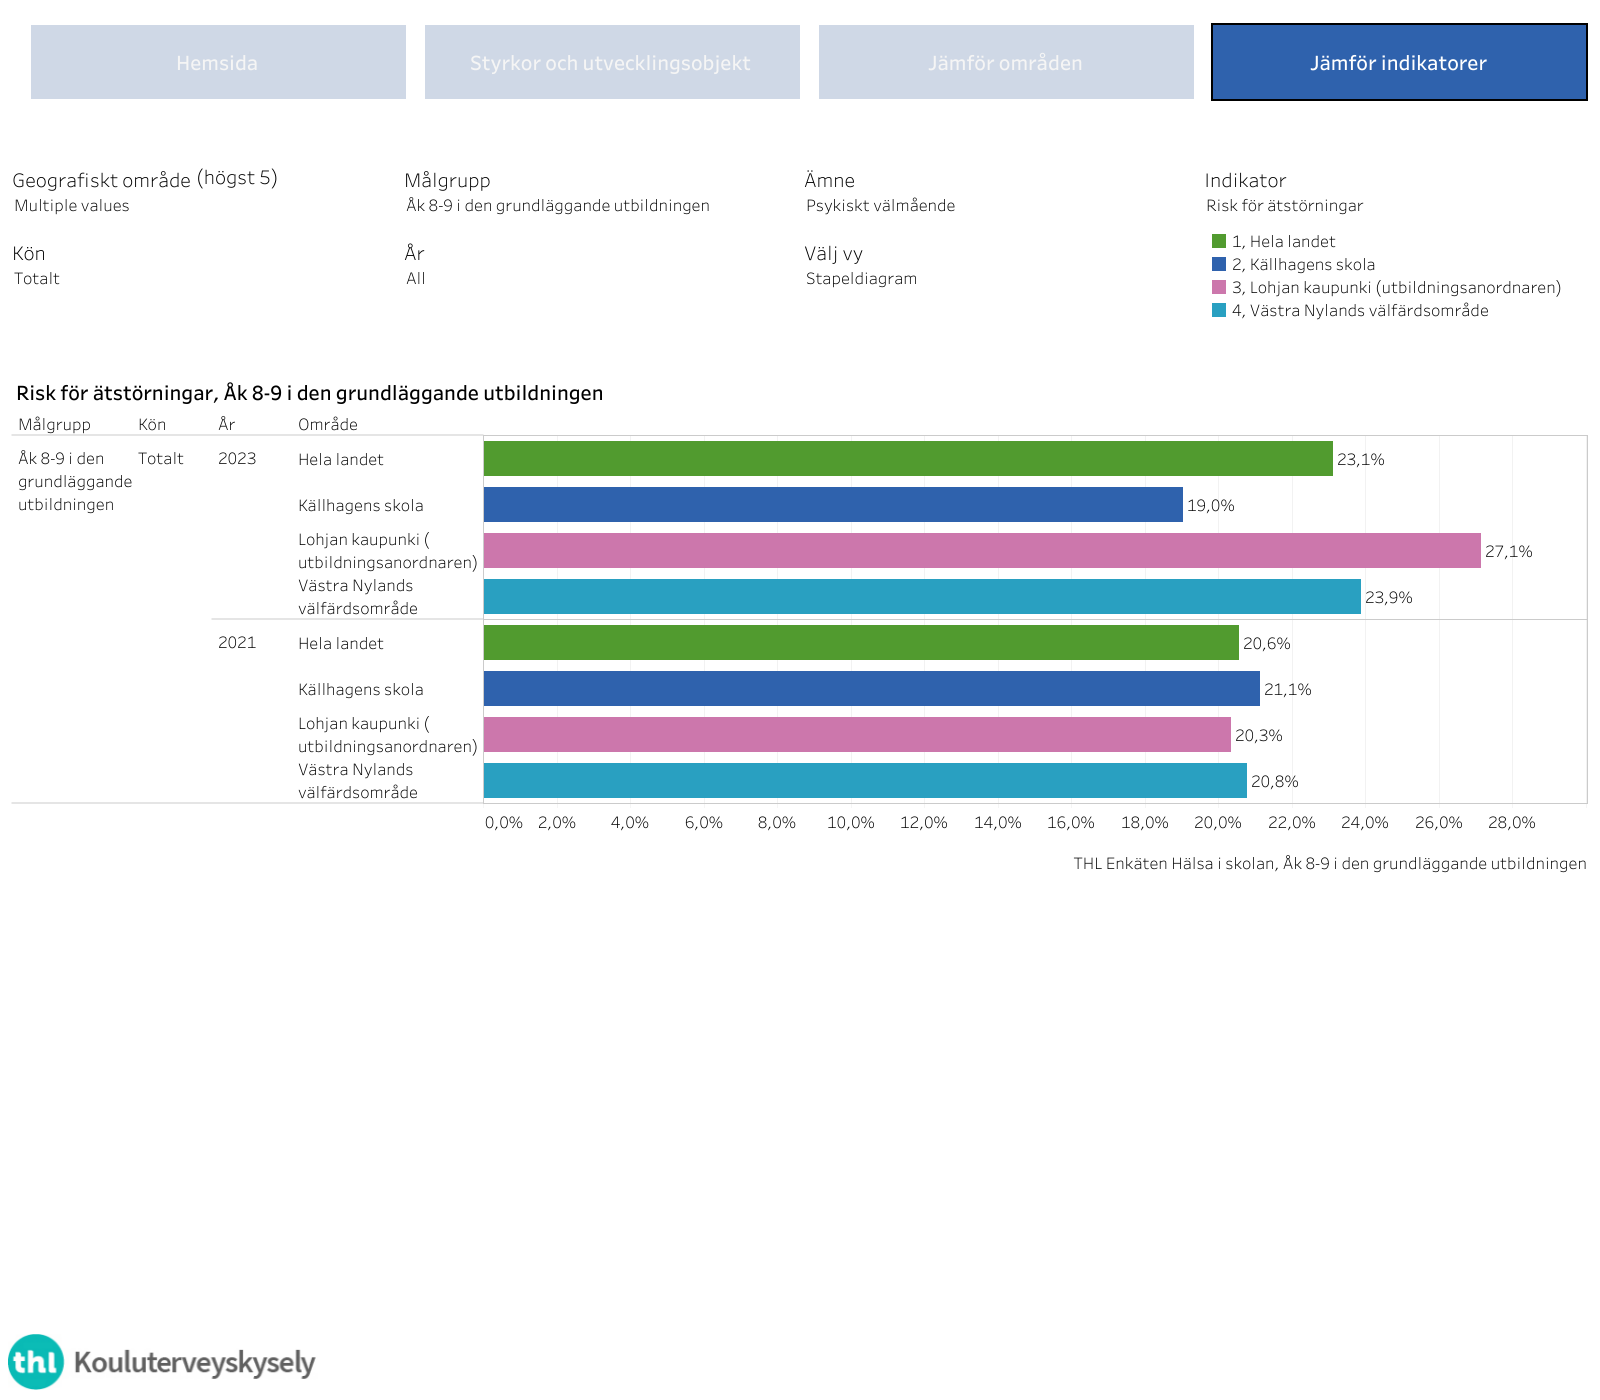 Hemsida
Styrkor och utvecklingsobjekt
Jämför områden
Jämför indikatorer
Geografiskt område (högst 5)
Multiple values
Målgrupp
Åk 8-9 i den grundläggande utbildningen
Ämne
Psykiskt välmående
Indikator
Risk för ätstörningar
Kön
Totalt
År
All
Välj vy
Stapeldiagram
1, Hela landet
2, Källhagens skola
3, Lohjan kaupunki (utbildningsanordnaren)
4, Västra Nylands välfärdsområde
Risk för ätstörningar, Åk 8-9 i den grundläggande utbildningen
Målgrupp Kön År Område
Åk 8-9 i den
grundläggande
utbildningen
Totalt
2023
Hela landet
23,1%
Källhagens skola
19,0%
Lohjan kaupunki (
utbildningsanordnaren)
27,1%
Västra Nylands
välfärdsområde
23,9%
2021
Hela landet
20,6%
Källhagens skola
21,1%
Lohjan kaupunki (
utbildningsanordnaren)
20,3%
Västra Nylands
välfärdsområde
20,8%
0,0% 2,0% 4,0% 6,0% 8,0% 10,0% 12,0% 14,0% 16,0% 18,0% 20,0% 22,0% 24,0% 26,0% 28,0%
THL Enkäten Hälsa i skolan, Åk 8-9 i den grundläggande utbildningen
thl Kouluterveyskysely